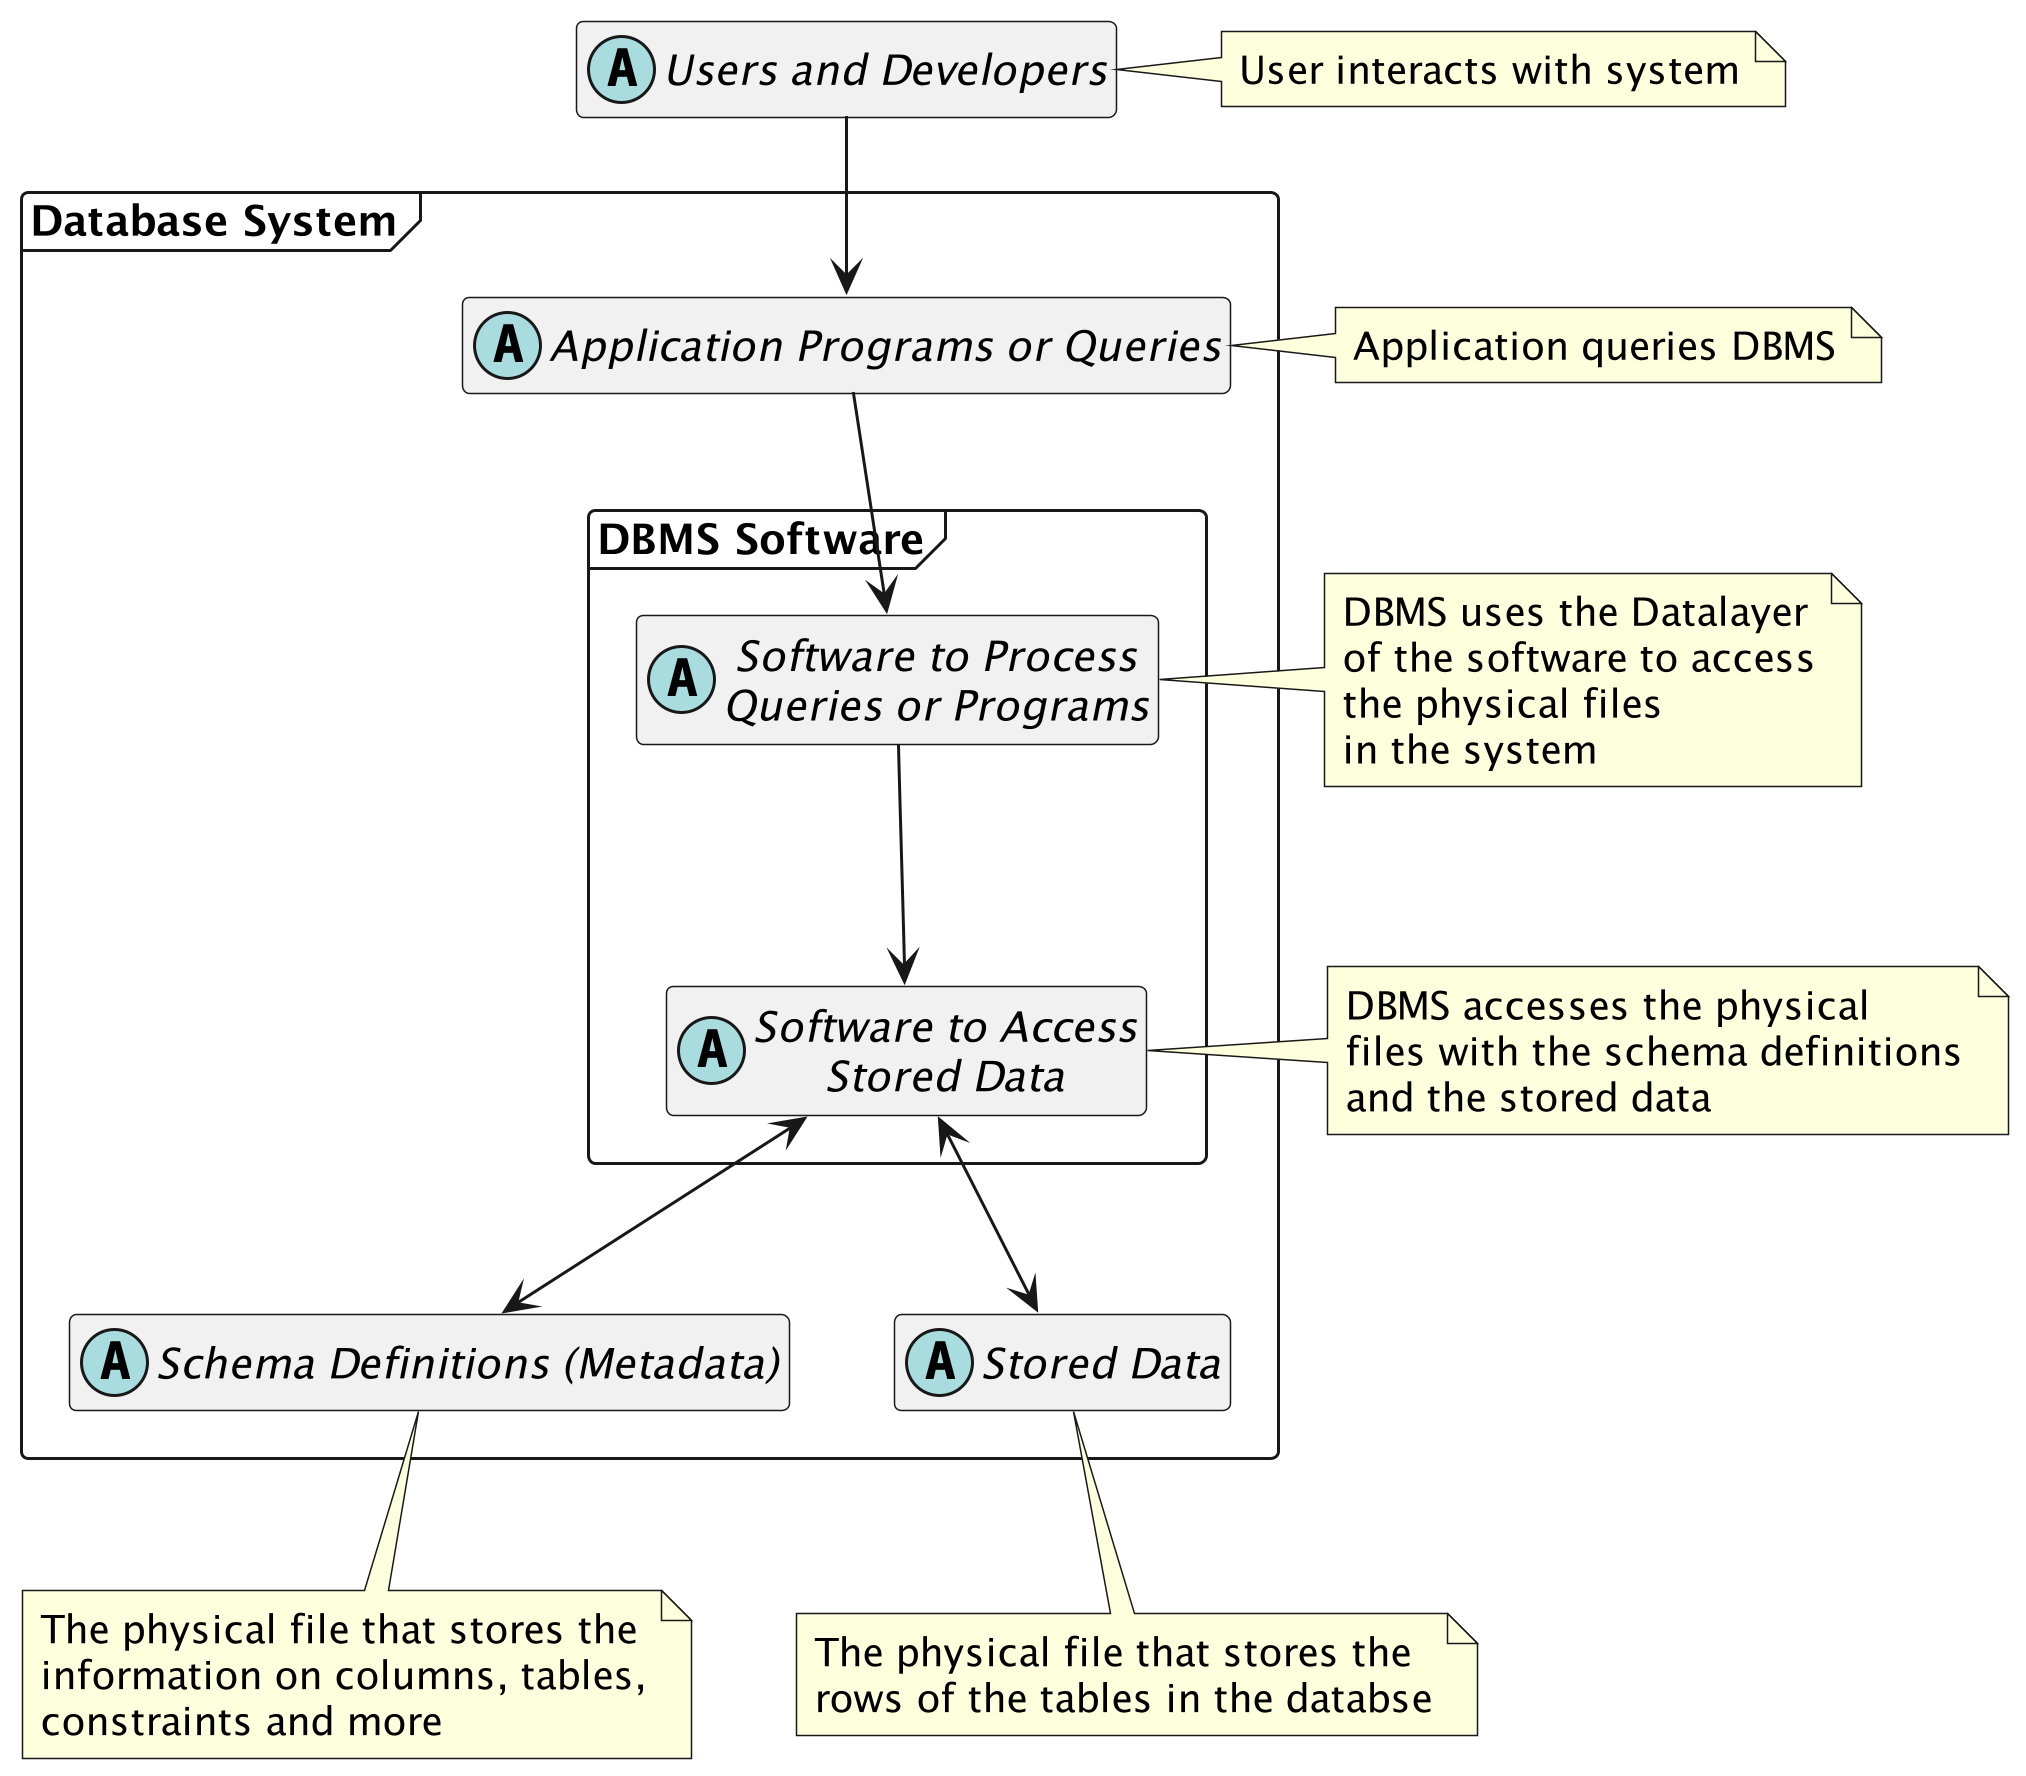 A Users and Developers
User interacts with system
Database System
A Application Programs or Queries
Application queries DBMS
DBMS Software
A
Software to Process
Queries or Programs
DBMS uses the Datalayer
of the software to access
the physical files
in the system
A
Software to Access
Stored Data
DBMS accesses the physical
files with the schema definitions
and the stored data
A Schema Definitions (Metadata)
A Stored Data
The physical file that stores the
information on columns, tables,
constraints and more
The physical file that stores the
rows of the tables in the databse